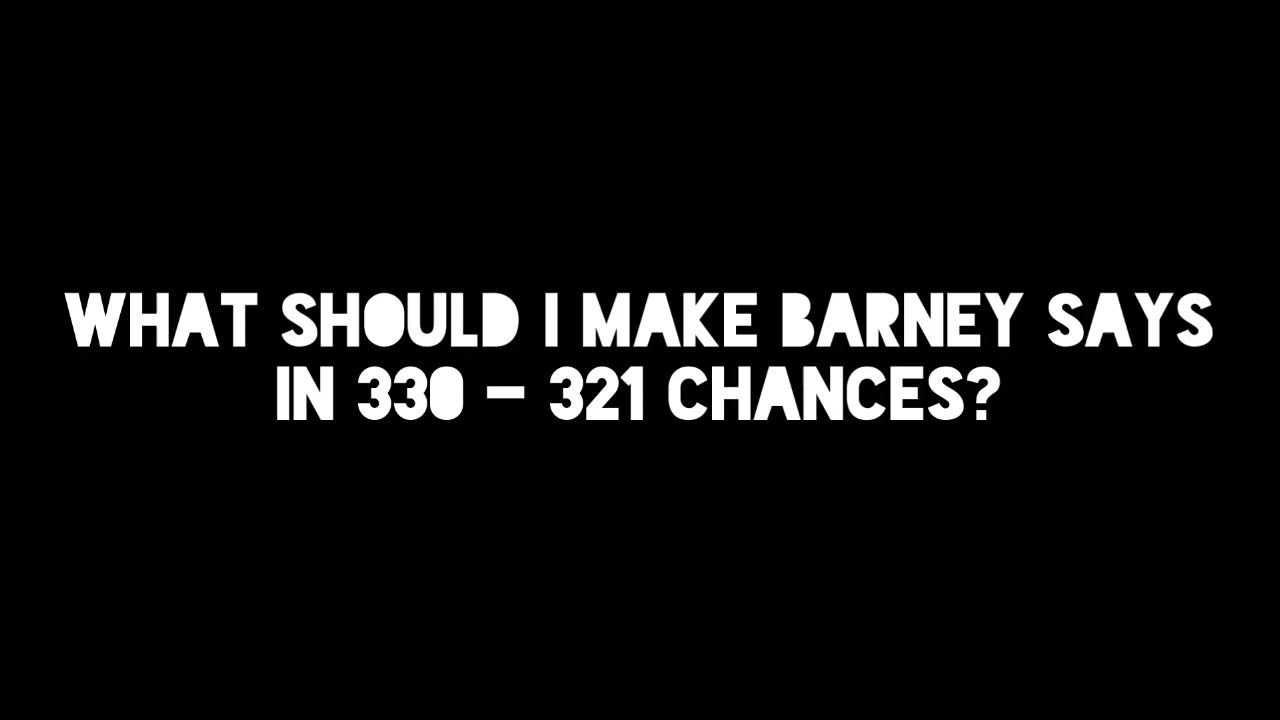 WHAT SHOULD I MAKE BARNEY SAYS
IN 330 – 321 CHANCES?